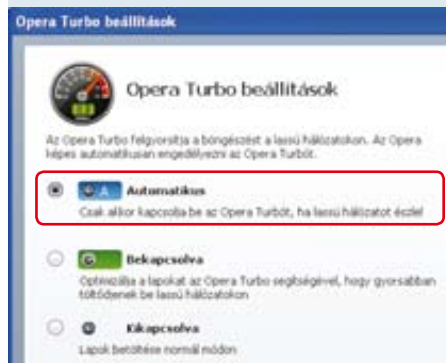 Opera Turbo beállítások
Opera Turbo beállítások
Az Opera Turbo felgyorsítja a böngészést a lassú hálózatokon. Az Opera
képes automatikusan engedélyezni az Opera Turbót.
Automatikus
Csak akkor kapcsolja be az Opera Turbót, ha lassú hálózatot észlel
Bekapcsolva
Optimizálja a lapokat az Opera Turbo segítségével, hogy gyorsabban
töltődjenek be lassú hálózatokon
Kikapcsolva
Lapok betöltése normál módon